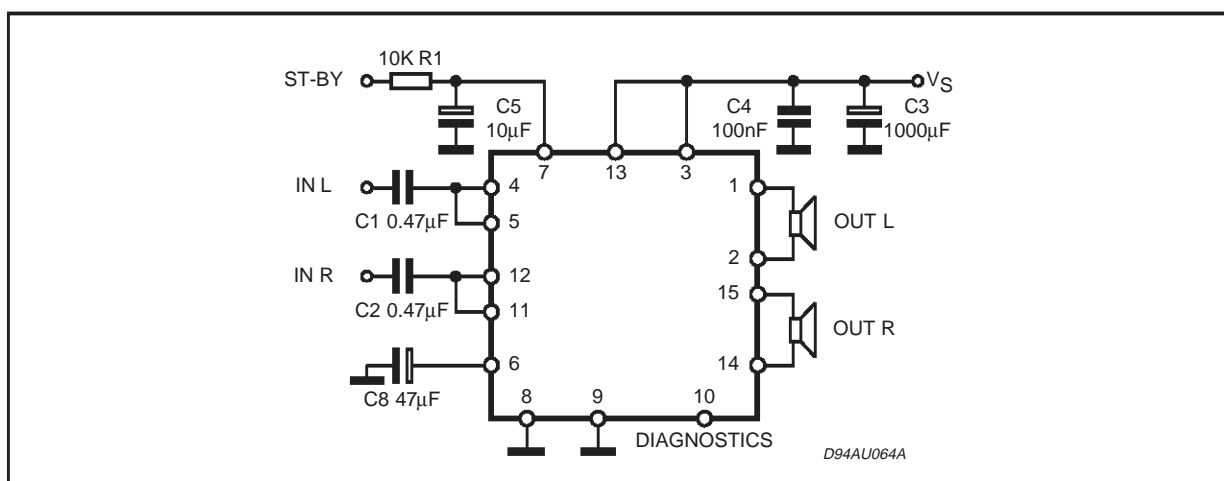 10K R1
ST-BY
VS
C5
10µF
C4
100nF
C3
1000µF
7
13
3
IN L
4
1
C1 0.47µF
5
OUT L
2
IN R
12
15
C2 0.47µF
11
OUT R
6
14
C8 47µF
8
9
10
DIAGNOSTICS
D94AU064A